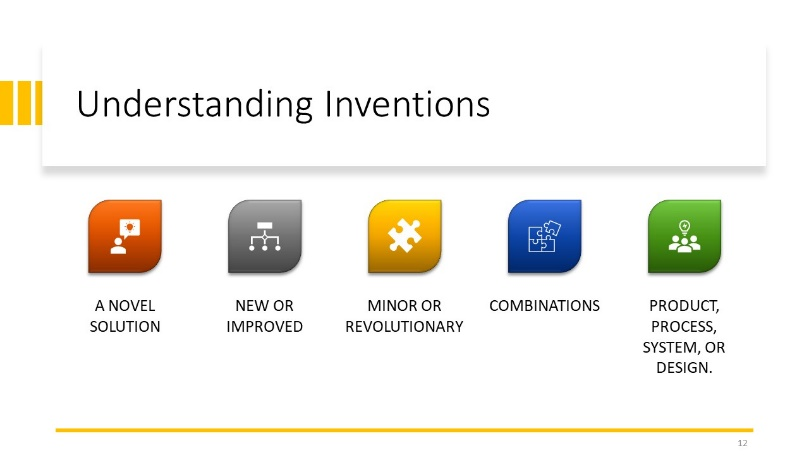 Understanding Inventions
A NOVEL
SOLUTION
NEW OR
IMPROVED
MINOR OR
REVOLUTIONARY
COMBINATIONS
PRODUCT,
PROCESS,
SYSTEM, OR
DESIGN.
12